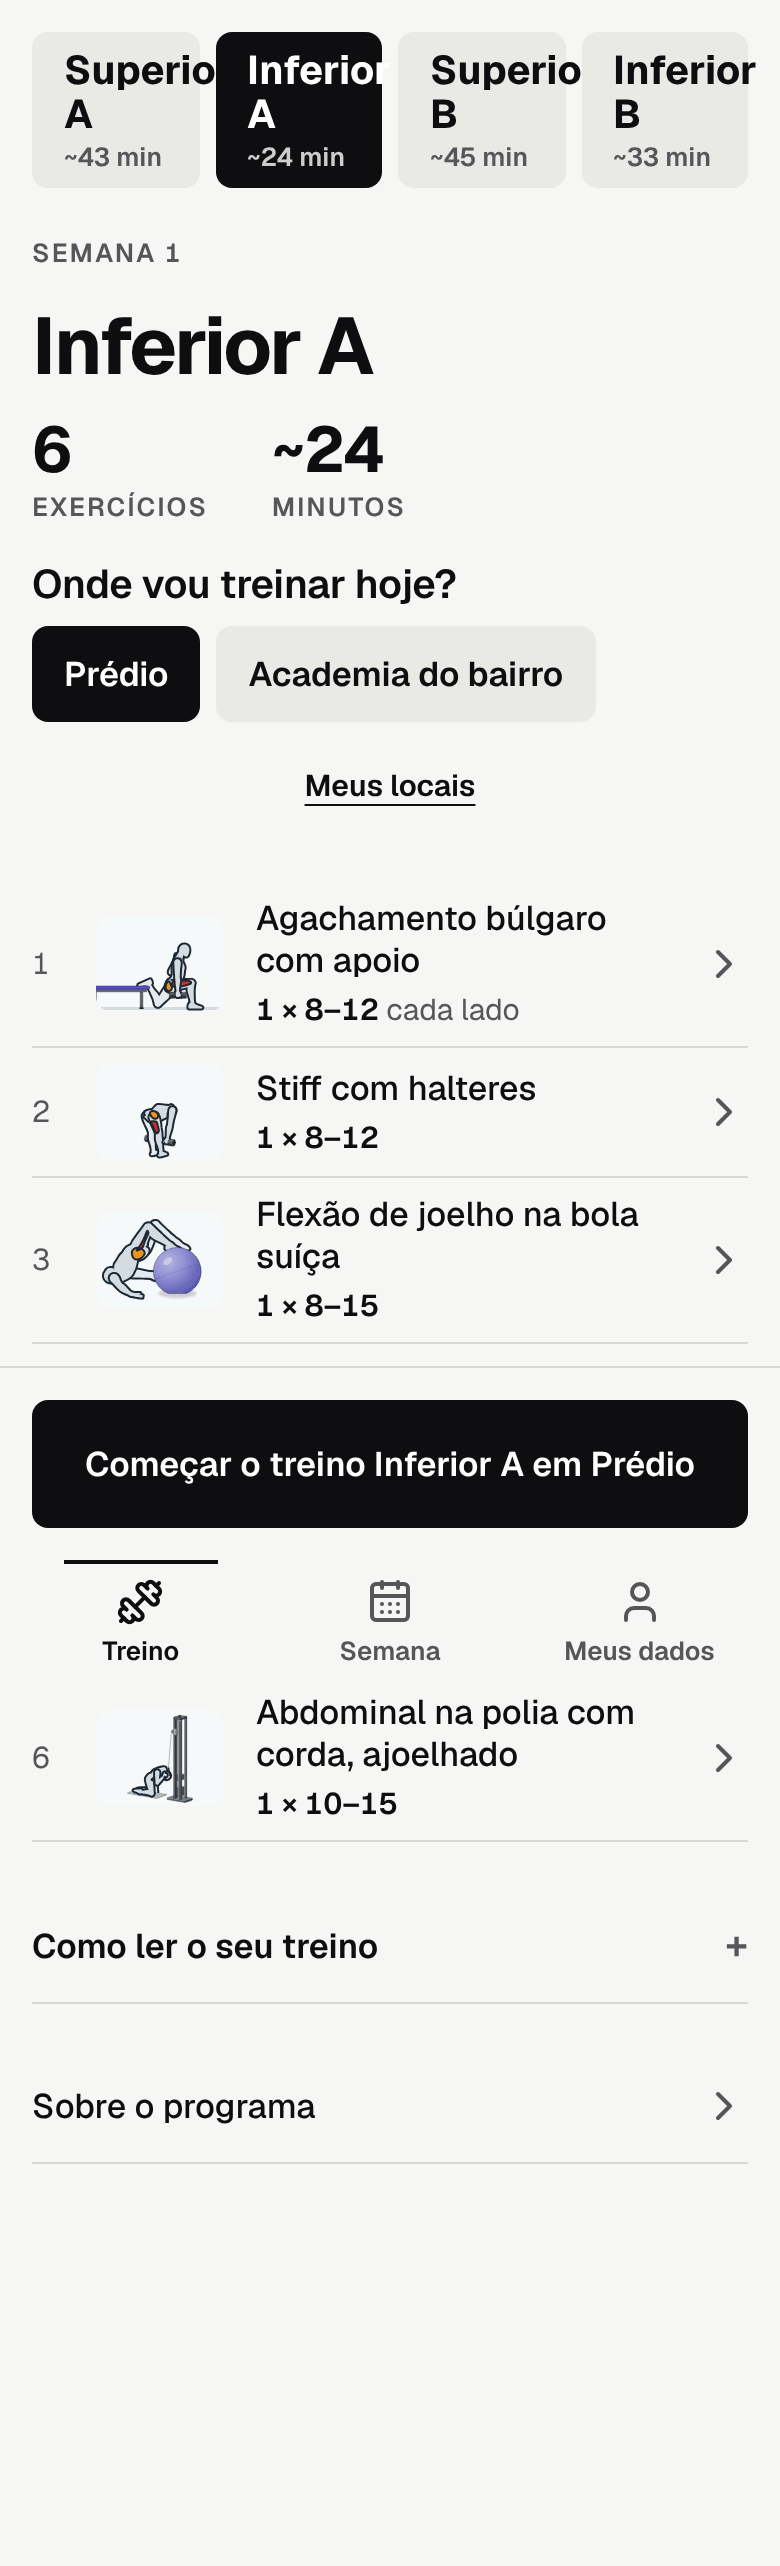 Superio
A
~43 min
Inferior
A
~24 min
Superio
B
~45 min
Inferior
B
~33 min
SEMANA 1
Inferior A
6
EXERCÍCIOS
~24
MINUTOS
Onde vou treinar hoje?
Prédio
Academia do bairro
Meus locais
1
Agachamento búlgaro
com apoio
1 × 8–12 cada lado
2
Stiff com halteres
1 × 8–12
3
Flexão de joelho na bola
suíça
1 × 8–15
Começar o treino Inferior A em Prédio
Treino
Semana
Meus dados
6
Abdominal na polia com
corda, ajoelhado
1 × 10–15
Como ler o seu treino
+
Sobre o programa